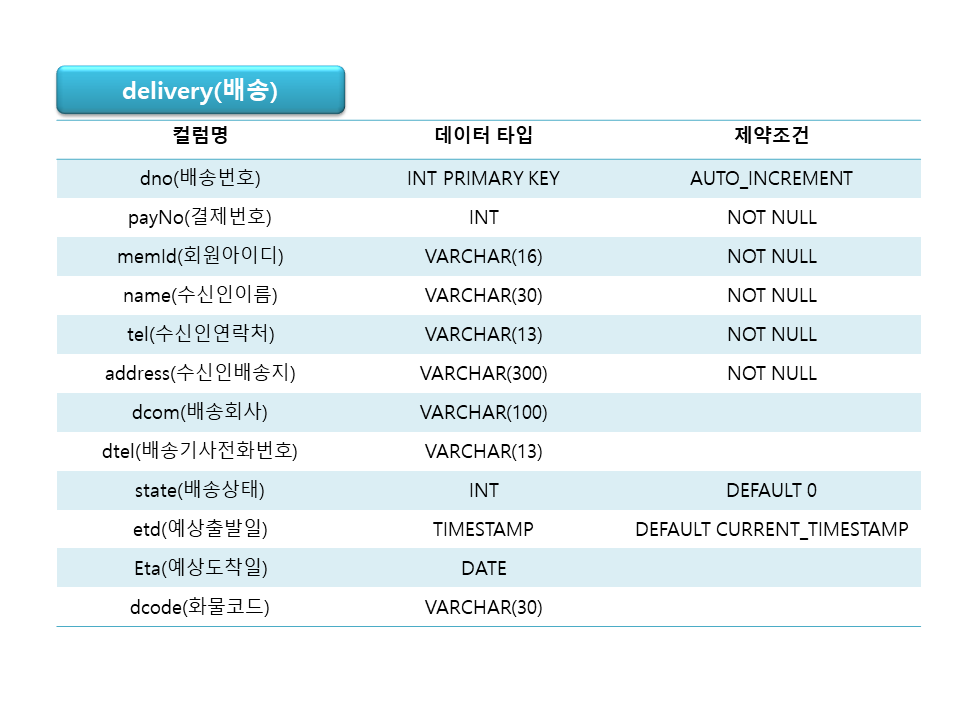 delivery(배송)
컬럼명 데이터 타입 제약조건
dno(배송번호) INT PRIMARY KEY AUTO_INCREMENT
payNo(결제번호) INT NOT NULL
memId(회원아이디) VARCHAR(16) NOT NULL
name(수신인이름) VARCHAR(30) NOT NULL
tel(수신인연락처) VARCHAR(13) NOT NULL
address(수신인배송지) VARCHAR(300) NOT NULL
dcom(배송회사) VARCHAR(100)
dtel(배송기사전화번호) VARCHAR(13)
state(배송상태) INT DEFAULT 0
etd(예상출발일) TIMESTAMP DEFAULT CURRENT_TIMESTAMP
Eta(예상도착일) DATE
dcode(화물코드) VARCHAR(30)